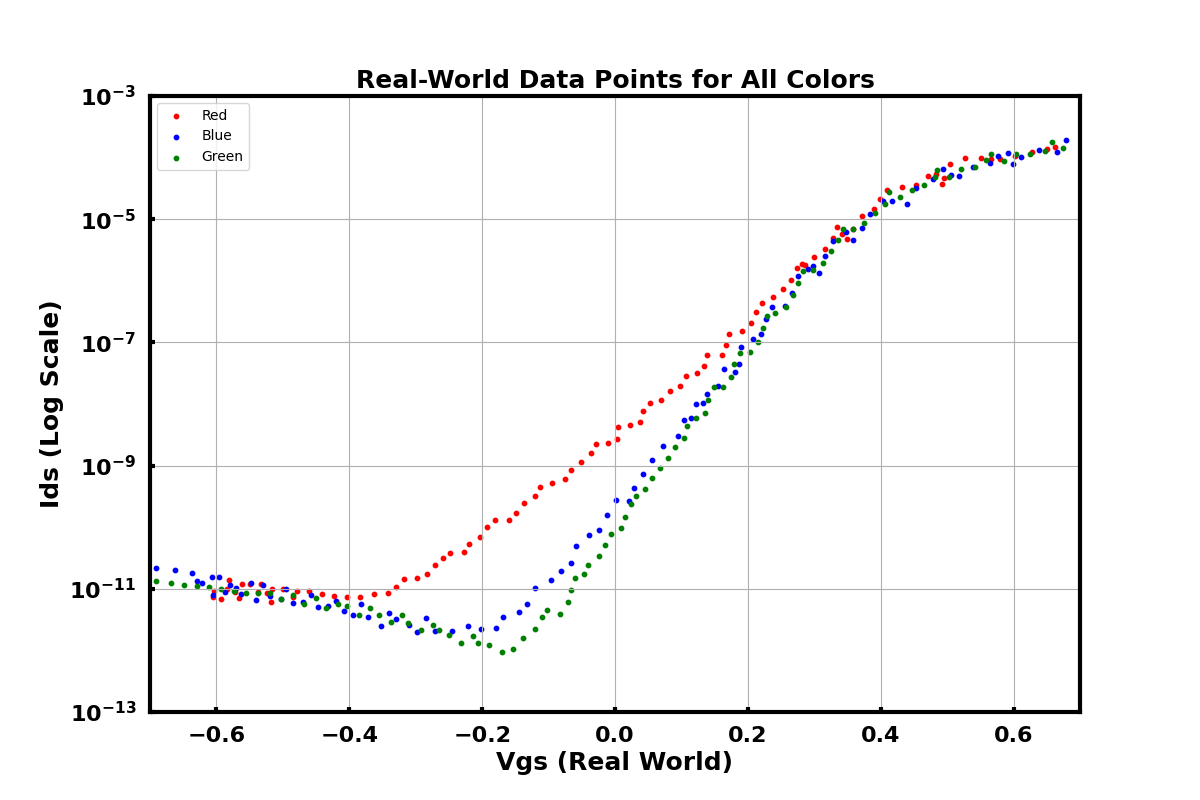 Real-World Data Points for All Colors
10⁻³
Red
Blue
Green
10⁻⁵
10⁻⁷
10⁻⁹
10⁻¹¹
10⁻¹³
Ids (Log Scale)
−0.6 −0.4 −0.2 0.0 0.2 0.4 0.6
Vgs (Real World)